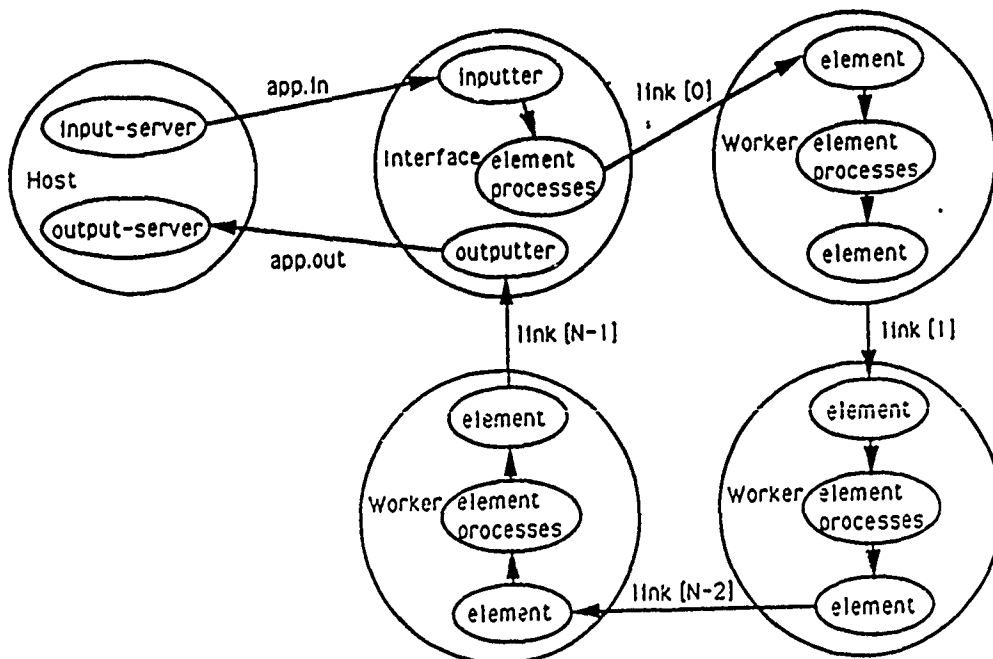 Host
input-server
output-server
app.in
app.out
Interface
inputter
element
processes
outputter
link [0]
Worker
element
element
processes
element
link [1]
Worker
element
element
processes
element
link [N-2]
Worker
element
element
processes
element
link [N-1]